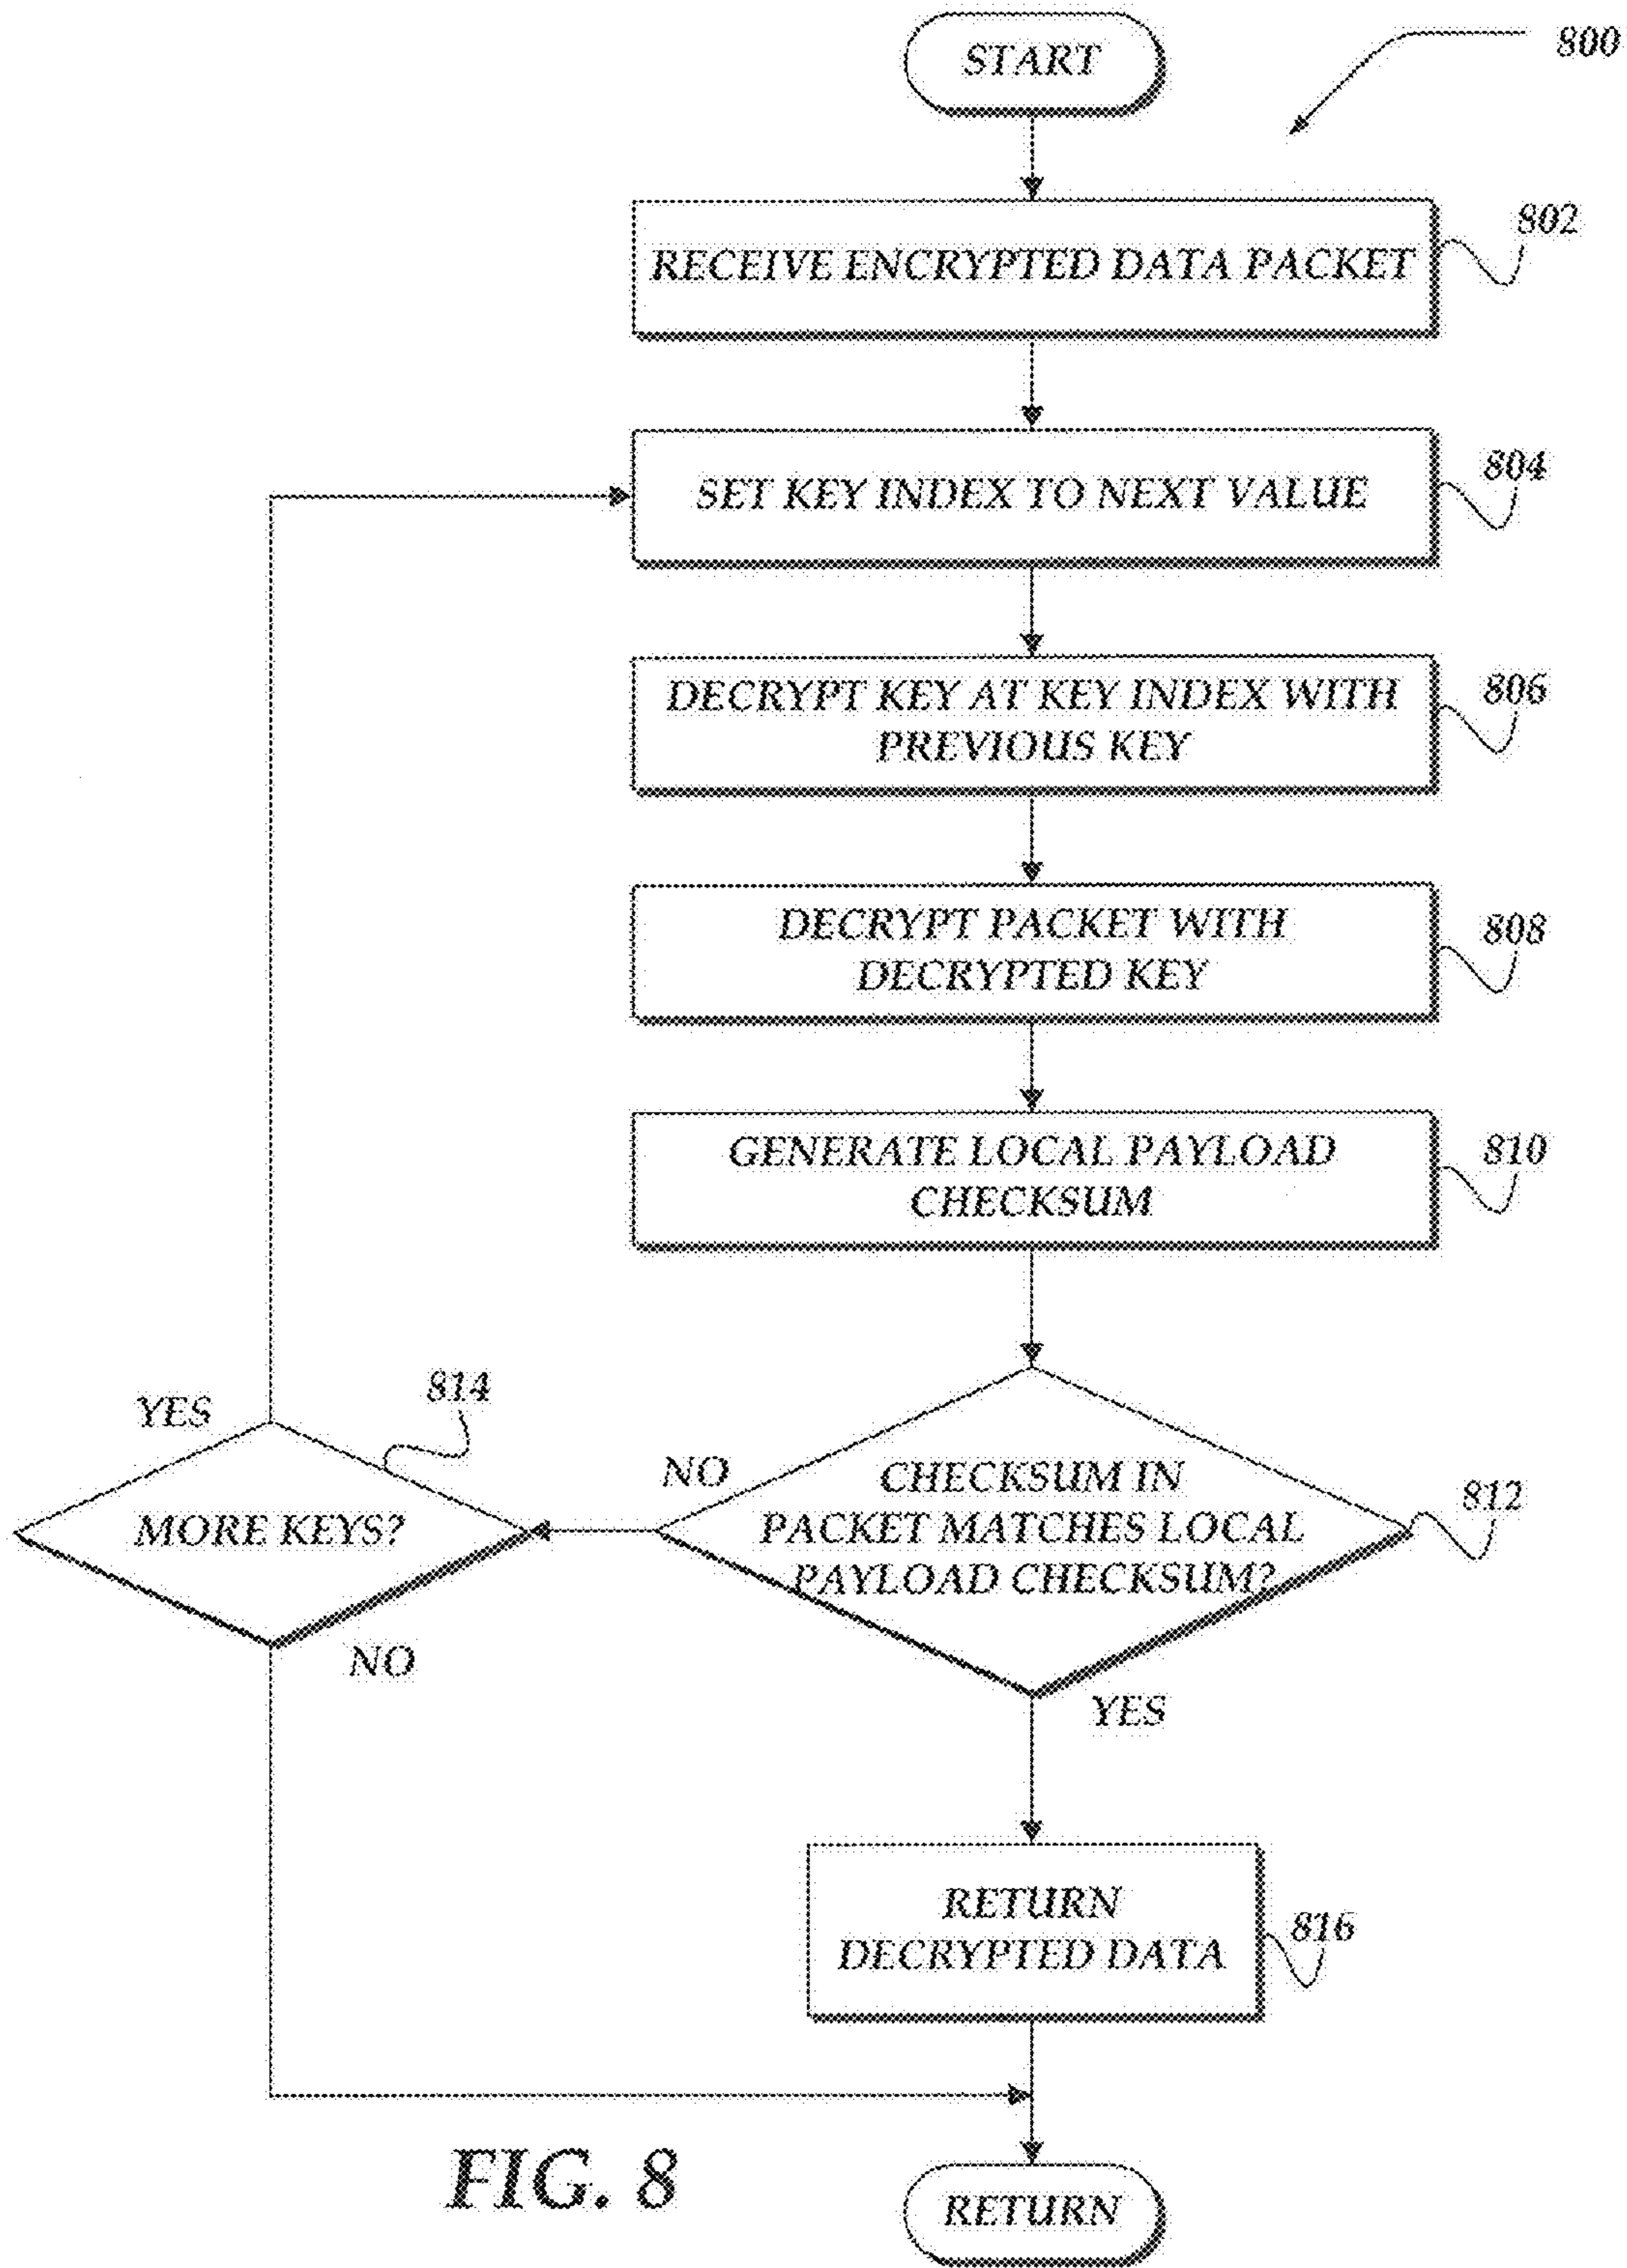 START
800
RECEIVE ENCRYPTED DATA PACKET
802
SET KEY INDEX TO NEXT VALUE
804
DECRYPT KEY AT KEY INDEX WITH
PREVIOUS KEY
806
DECRYPT PACKET WITH
DECRYPTED KEY
808
GENERATE LOCAL PAYLOAD
CHECKSUM
810
YES
814
MORE KEYS?
NO
NO
CHECKSUM IN
PACKET MATCHES LOCAL
PAYLOAD CHECKSUM?
812
YES
RETURN
DECRYPTED DATA
816
FIG. 8
RETURN